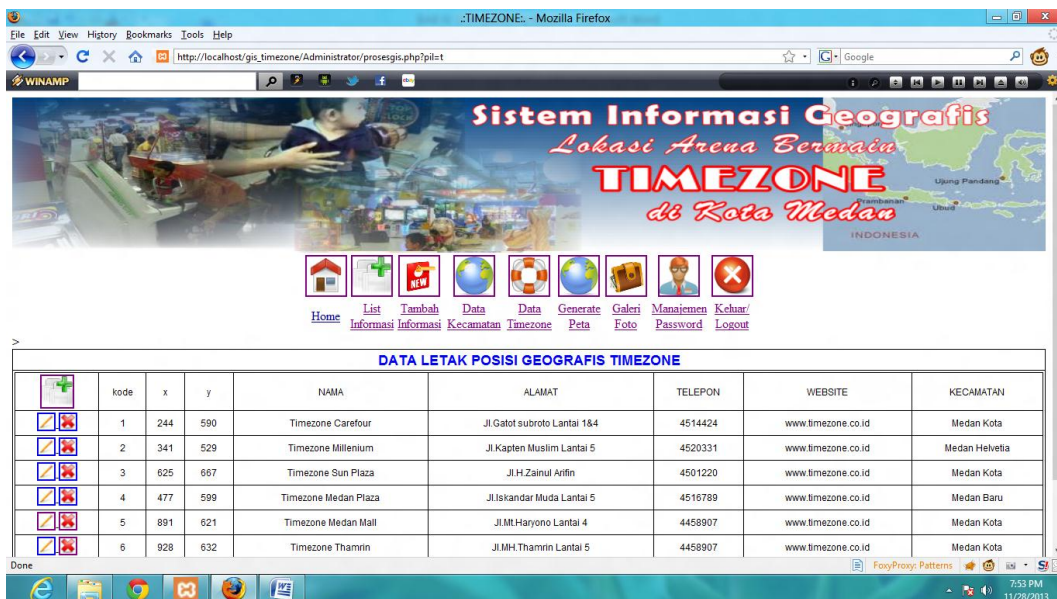 .:TIMEZONE:. - Mozilla Firefox
File Edit View History Bookmarks Tools Help
http://localhost/gis_timezone/Administrator/prosesgis.php?pil=t
Google
WINAMP
Sistem Informasi Geografis
Lokasi Arena Bermain
TIMEZONE
di Kota Medan
Ujung Pandang
Prambanan
Ubud
INDONESIA
NEW
Home
List Informasi
Tambah Informasi
Data Kecamatan
Data Timezone
Generate Peta
Galeri Foto
Manajemen Password
Keluar/ Logout
>
DATA LETAK POSISI GEOGRAFIS TIMEZONE
kode x y NAMA ALAMAT TELEPON WEBSITE KECAMATAN
1 244 590 Timezone Carefour Jl.Gatot subroto Lantai 1&4 4514424 www.timezone.co.id Medan Kota
2 341 529 Timezone Millenium Jl.Kapten Muslim Lantai 5 4520331 www.timezone.co.id Medan Helvetia
3 625 667 Timezone Sun Plaza Jl.H.Zainul Arifin 4501220 www.timezone.co.id Medan Kota
4 477 599 Timezone Medan Plaza Jl.Iskandar Muda Lantai 5 4516789 www.timezone.co.id Medan Baru
5 891 621 Timezone Medan Mall Jl.Mt.Haryono Lantai 4 4458907 www.timezone.co.id Medan Kota
6 928 632 Timezone Thamrin Jl.MH.Thamrin Lantai 5 4458907 www.timezone.co.id Medan Kota
Done
FoxyProxy: Patterns
7:53 PM
11/28/2013